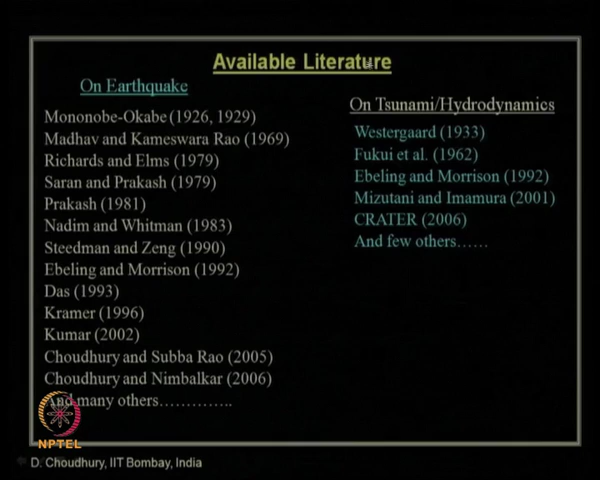 Available Literature
On Earthquake
Mononobe-Okabe (1926, 1929)
Madhav and Kameswara Rao (1969)
Richards and Elms (1979)
Saran and Prakash (1979)
Prakash (1981)
Nadim and Whitman (1983)
Steedman and Zeng (1990)
Ebeling and Morrison (1992)
Das (1993)
Kramer (1996)
Kumar (2002)
Choudhury and Subba Rao (2005)
Choudhury and Nimbalkar (2006)
And many others…………..
On Tsunami/Hydrodynamics
Westergaard (1933)
Fukui et al. (1962)
Ebeling and Morrison (1992)
Mizutani and Imamura (2001)
CRATER (2006)
And few others……
NPTEL
D. Choudhury, IIT Bombay, India